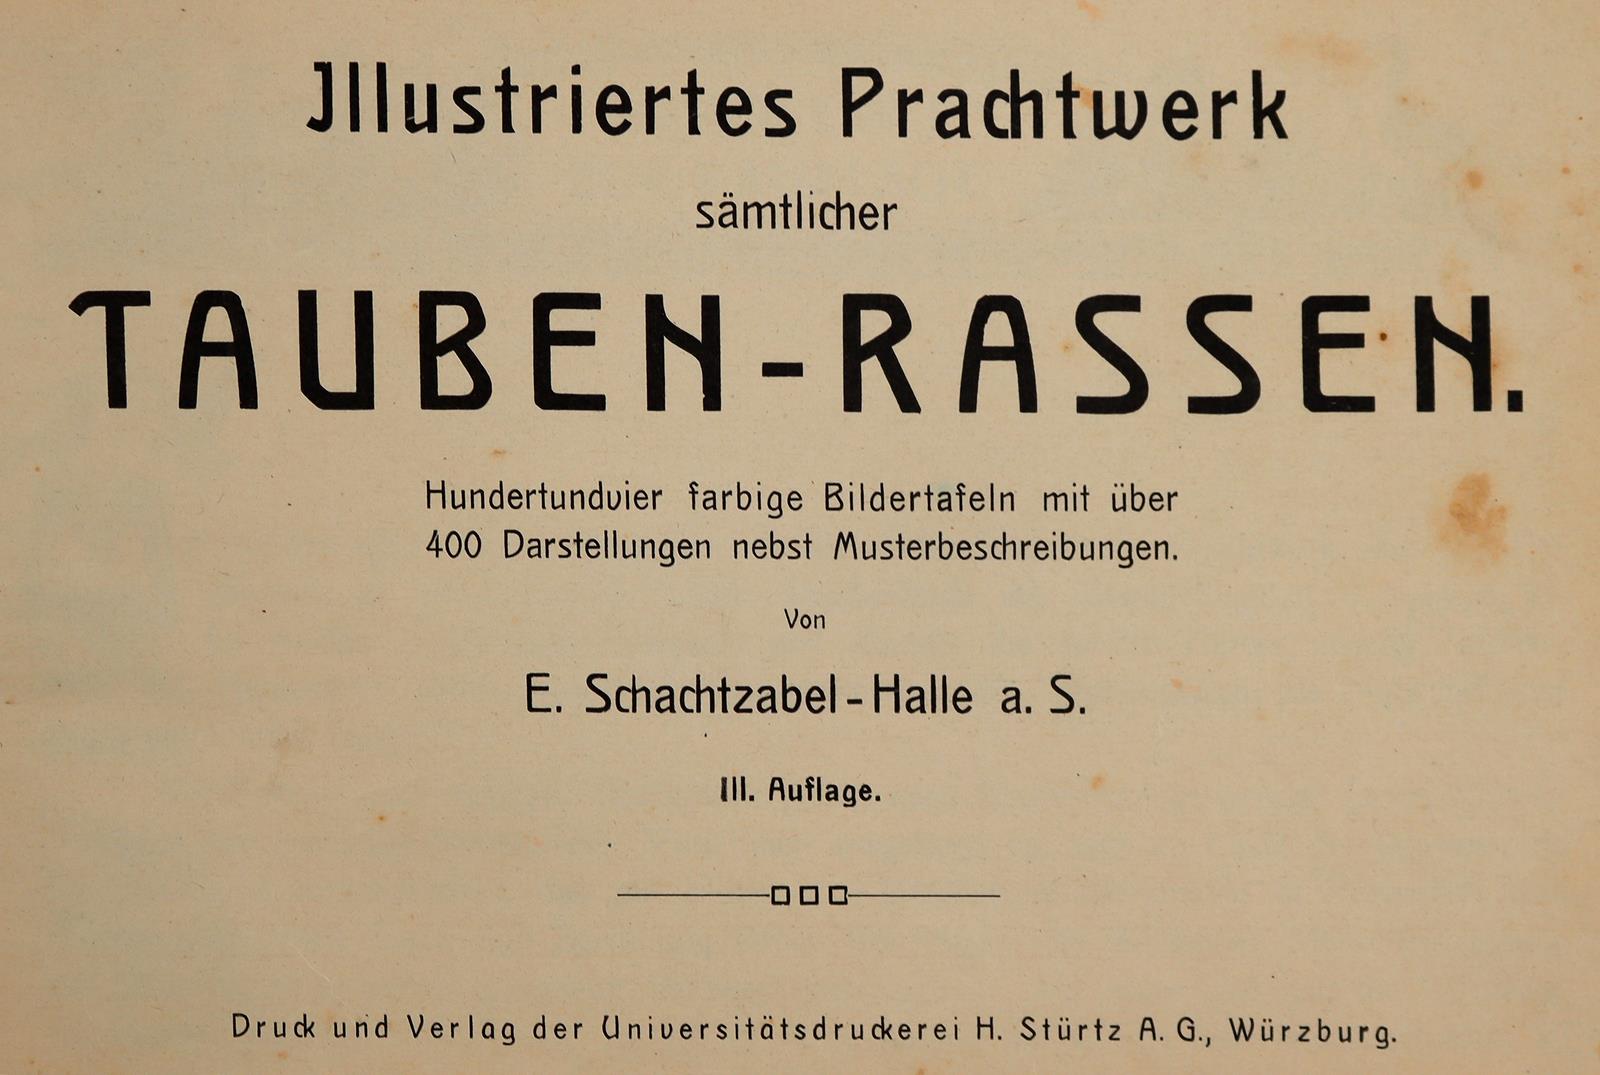 Jllustriertes Prachtwerk
sämtlicher
TAUBEN-RASSEN.
Hundertundvier farbige Bildertafeln mit über
400 Darstellungen nebst Musterbeschreibungen.
Von
E. Schachtzabel-Halle a. S.
III. Auflage.
Druck und Verlag der Universitätsdruckerei H. Stürtz A. G., Würzburg.